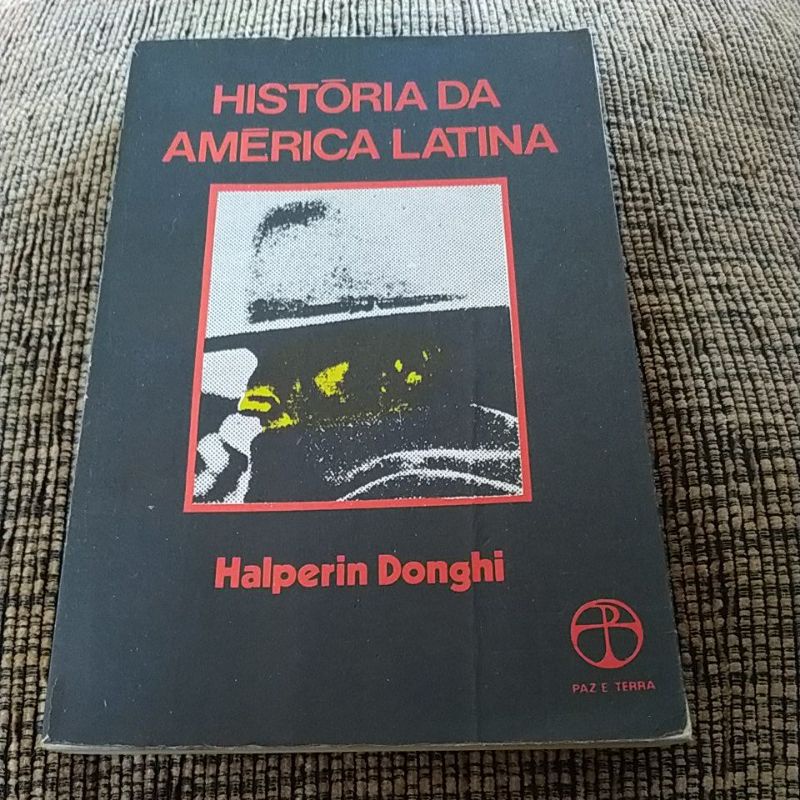 HISTÓRIA DA
AMÉRICA LATINA
Halperin Donghi
PAZ E TERRA